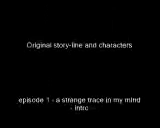 Original story-line and characters
episode 1 - a strange trace in my mind
- intro